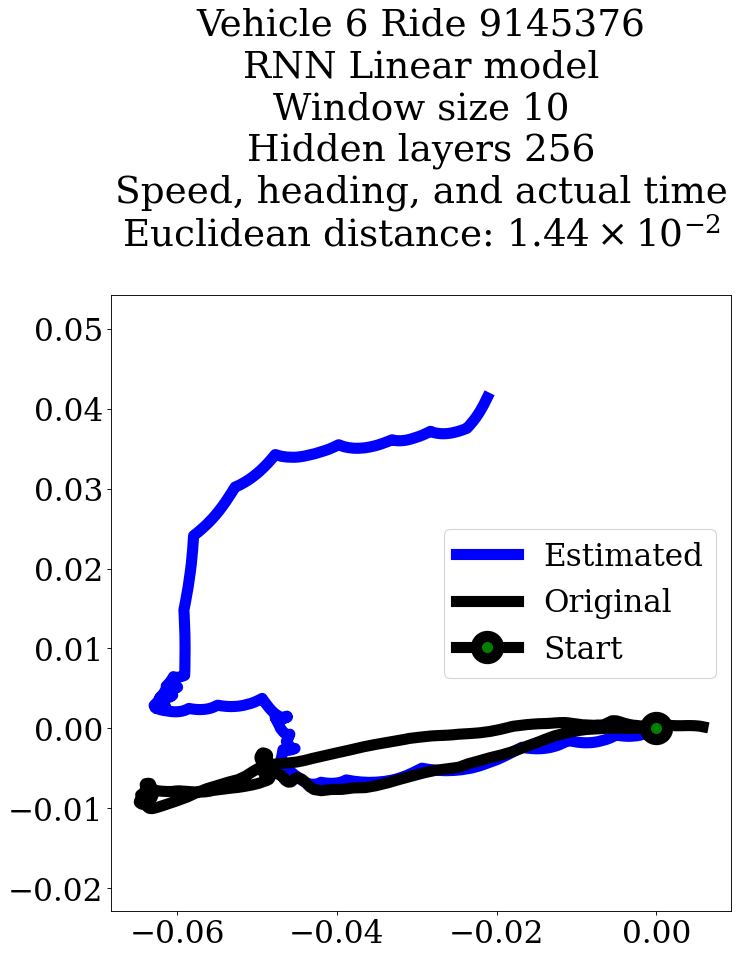 Vehicle 6 Ride 9145376
RNN Linear model
Window size 10
Hidden layers 256
Speed, heading, and actual time
Euclidean distance: 1.44 × 10⁻²
0.05
0.04
0.03
0.02
0.01
0.00
−0.01
−0.02
Estimated
Original
Start
−0.06 −0.04 −0.02 0.00